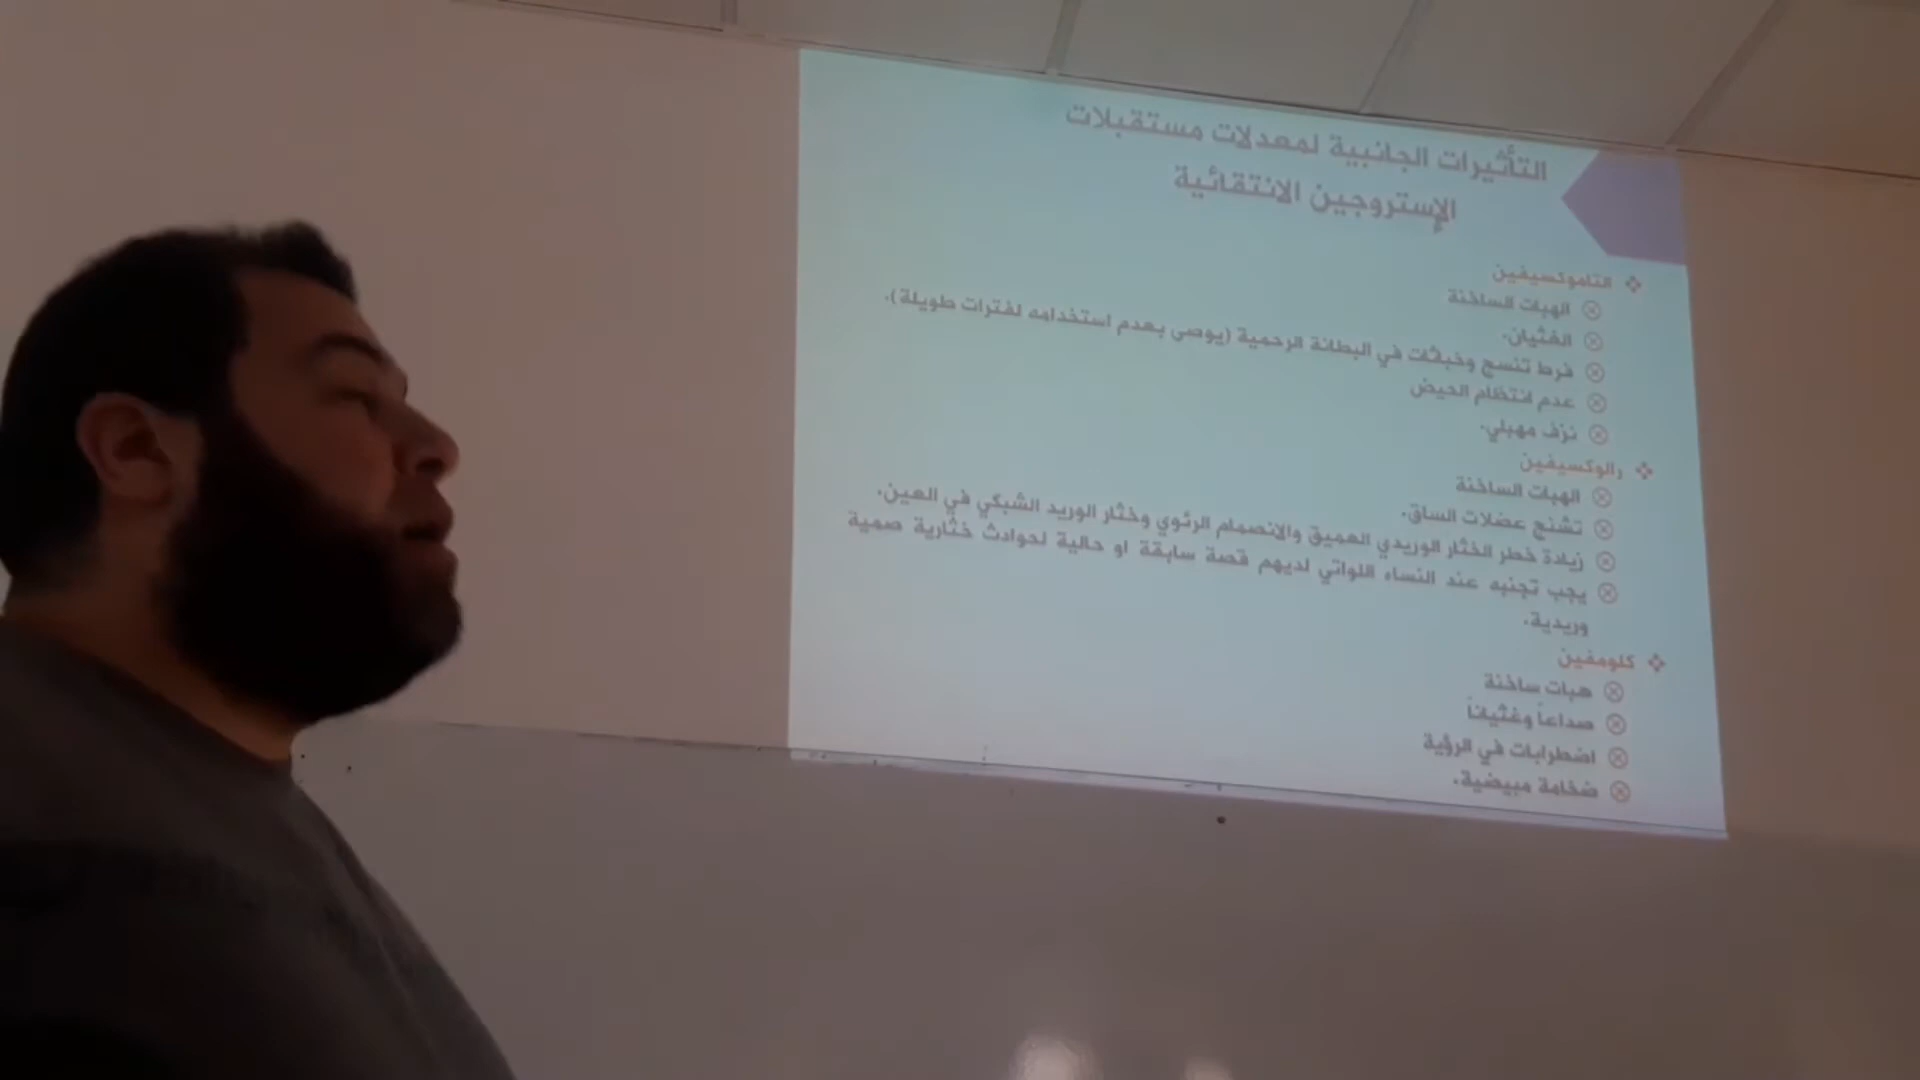 التأثيرات الجانبية لمعدلات مستقبلات
الإستروجين الانتقائية
التاموكسيفين
الهبات الساخنة
الغثيان.
فرط تنسج وخباثات في البطانة الرحمية (يوصى بعدم استخدامه لفترات طويلة).
عدم انتظام الحيض
نزف مهبلي.
رالوكسيفين
الهبات الساخنة
تشنج عضلات الساق.
زيادة خطر الخثار الوريدي العميق والانصمام الرئوي وخثار الوريد الشبكي في العين.
يجب تجنبه عند النساء اللواتي لديهم قصة سابقة او حالية لحوادث خثارية صمية
وريدية.
كلومفين
هبات ساخنة
صداعاً وغثياناً
اضطرابات في الرؤية
ضخامة مبيضية.